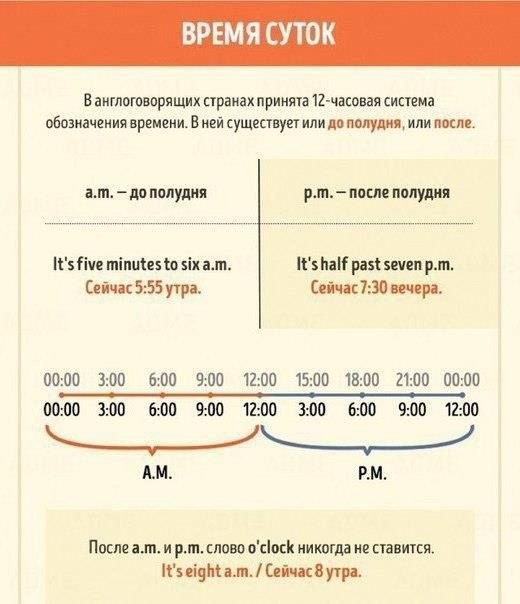 ВРЕМЯ СУТОК
В англоговорящих странах принята 12-часовая система
обозначения времени. В ней существует или до полудня, или после.
a.m. – до полудня
p.m. – после полудня
It's five minutes to six a.m.
Сейчас 5:55 утра.
It's half past seven p.m.
Сейчас 7:30 вечера.
00:00 3:00 6:00 9:00 12:00 15:00 18:00 21:00 00:00
00:00 3:00 6:00 9:00 12:00 3:00 6:00 9:00 12:00
A.M. P.M.
После a.m. и p.m. слово o'clock никогда не ставится.
It's eight a.m. / Сейчас 8 утра.